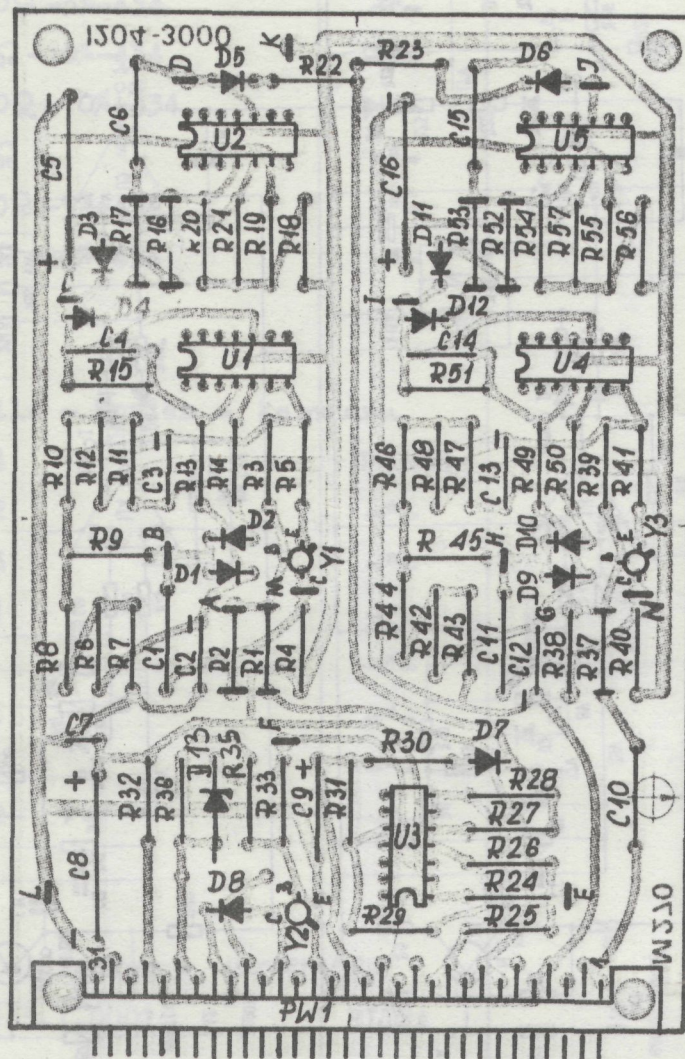 1204-3000
K
D
D5
R22
R23
D6
J
C5
C6
U2
C16
C15
U5
D3
R17
R16
R20
R21
R19
R18
D11
R53
R52
R54
R57
R55
R56
+
+
C
D4
I
D12
C4
R15
U1
C14
R51
U4
R10
R12
R11
C3
R13
R14
R3
R5
R46
R48
R47
C13
R49
R50
R39
R41
R9
B
D2
D1
B
E
C
Y1
M
R 45
H
D10
D9
E
C
Y3
N
R8
R6
R7
C1
C2
A
R2
R1
R4
R44
R42
R43
C11
C12
G
R38
R37
R40
C7
+
C8
R32
R36
D13
R35
R33
F
C9
+
R31
R30
D7
U3
R28
R27
R26
R24
R25
R29
C10
L
D8
C
B
E
Y2
E
W270
31
1
PW1